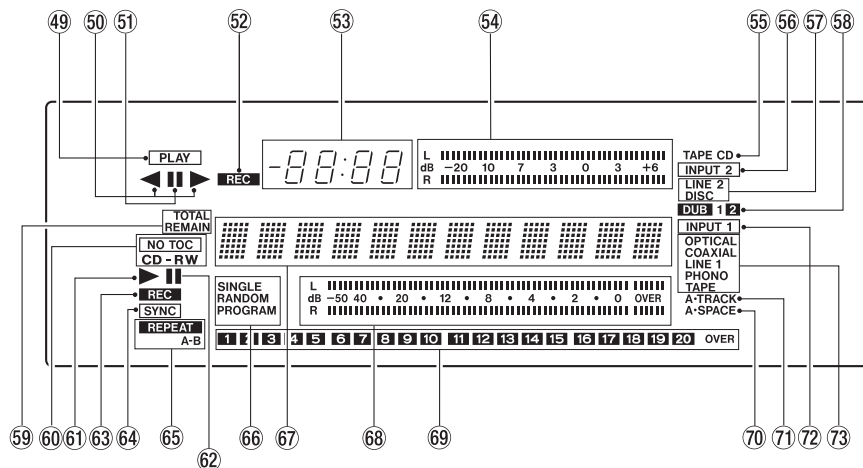 49 50 51 52 53 54 55 56 57 58
PLAY
REC
-88:88
L
dB -20 10 7 3 0 3 +6
R
TAPE CD
INPUT 2
LINE 2
DISC
DUB 1 2
TOTAL
REMAIN
NO TOC
CD-RW
REC
SYNC
REPEAT
A-B
SINGLE
RANDOM
PROGRAM
L
dB -50 40 • 20 • 12 • 8 • 4 • 2 • 0 OVER
R
INPUT 1
OPTICAL
COAXIAL
LINE 1
PHONO
TAPE
A•TRACK
A•SPACE
1 2 3 4 5 6 7 8 9 10 11 12 13 14 15 16 17 18 19 20 OVER
59 60 61 63 64 65 62 66 67 68 69 70 71 72 73